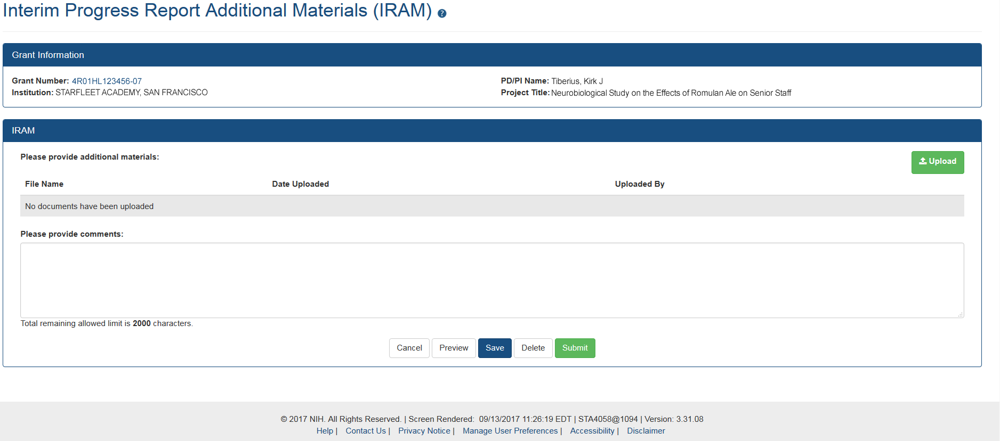 Interim Progress Report Additional Materials (IRAM) ?
Grant Information
Grant Number: 4R01HL123456-07
PD/PI Name: Tiberius, Kirk J
Institution: STARFLEET ACADEMY, SAN FRANCISCO
Project Title: Neurobiological Study on the Effects of Romulan Ale on Senior Staff
IRAM
Please provide additional materials:
Upload
File Name Date Uploaded Uploaded By
No documents have been uploaded
Please provide comments:
Total remaining allowed limit is 2000 characters.
Cancel Preview Save Delete Submit
© 2017 NIH. All Rights Reserved. | Screen Rendered: 09/13/2017 11:26:19 EDT | STA4058@1094 | Version: 3.31.08
Help | Contact Us | Privacy Notice | Manage User Preferences | Accessibility | Disclaimer